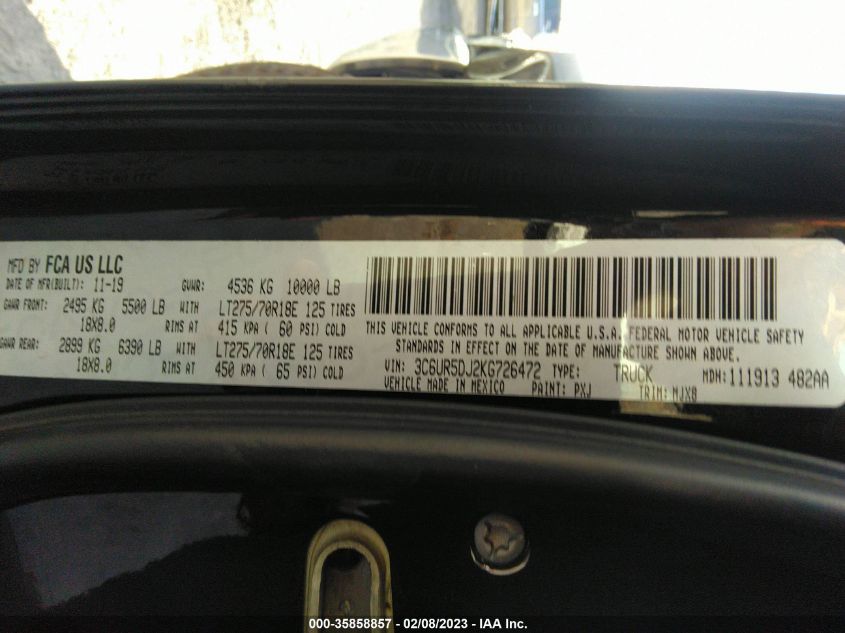 MFD BY FCA US LLC
DATE OF MFR(BUILT): 11-19 GVWR: 4536 KG 10000 LB
GAWR FRONT: 2495 KG 5500 LB WITH LT275/70R18E 125 TIRES
18X8.0 RIMS AT 415 KPA ( 60 PSI) COLD
GAWR REAR: 2899 KG 6390 LB WITH LT275/70R18E 125 TIRES
18X8.0 RIMS AT 450 KPA ( 65 PSI) COLD
THIS VEHICLE CONFORMS TO ALL APPLICABLE U.S.A. FEDERAL MOTOR VEHICLE SAFETY
STANDARDS IN EFFECT ON THE DATE OF MANUFACTURE SHOWN ABOVE.
VIN: 3C6UR5DJ2KG726472 TYPE: TRUCK MDH:111913 482AA
VEHICLE MADE IN MEXICO PAINT: PXJ TRIM: MJX8
000-35858857 - 02/08/2023 - IAA Inc.